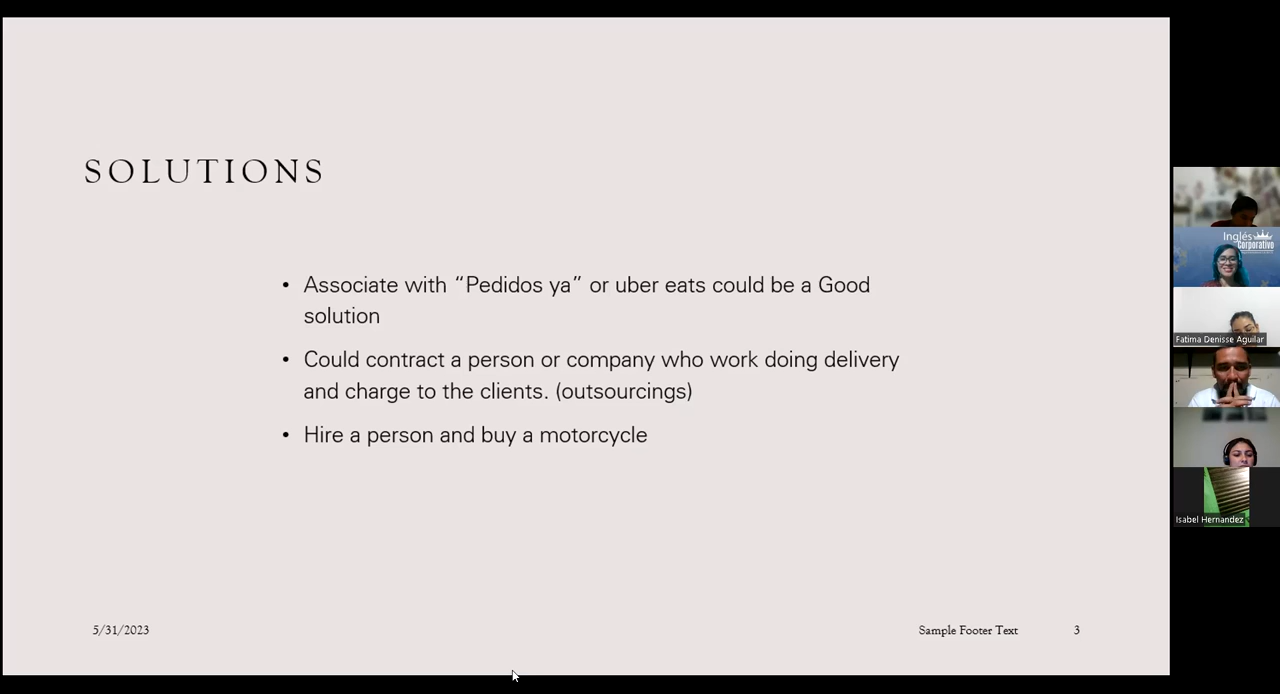 SOLUTIONS
• Associate with “Pedidos ya” or uber eats could be a Good
solution
• Could contract a person or company who work doing delivery
and charge to the clients. (outsourcings)
• Hire a person and buy a motorcycle
5/31/2023
Sample Footer Text
3
Inglés
Corporativo
Fatima Denisse Aguilar
Isabel Hernandez